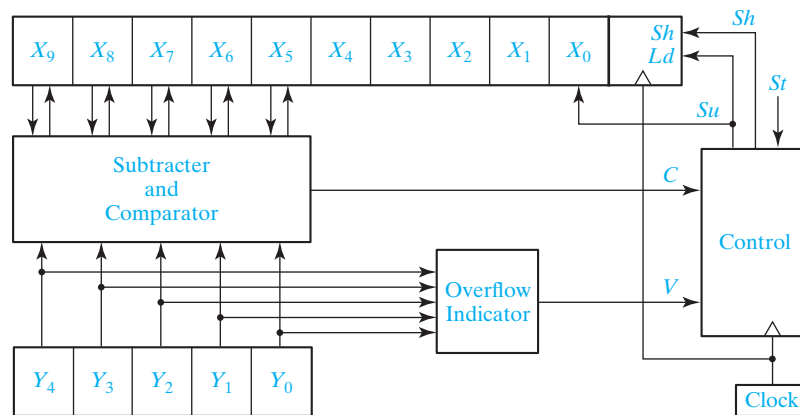 X₉ X₈ X₇ X₆ X₅ X₄ X₃ X₂ X₁ X₀
Sh
Ld
Sh
St
Su
Subtracter
and
Comparator
C
Control
Overflow
Indicator
V
Y₄ Y₃ Y₂ Y₁ Y₀
Clock